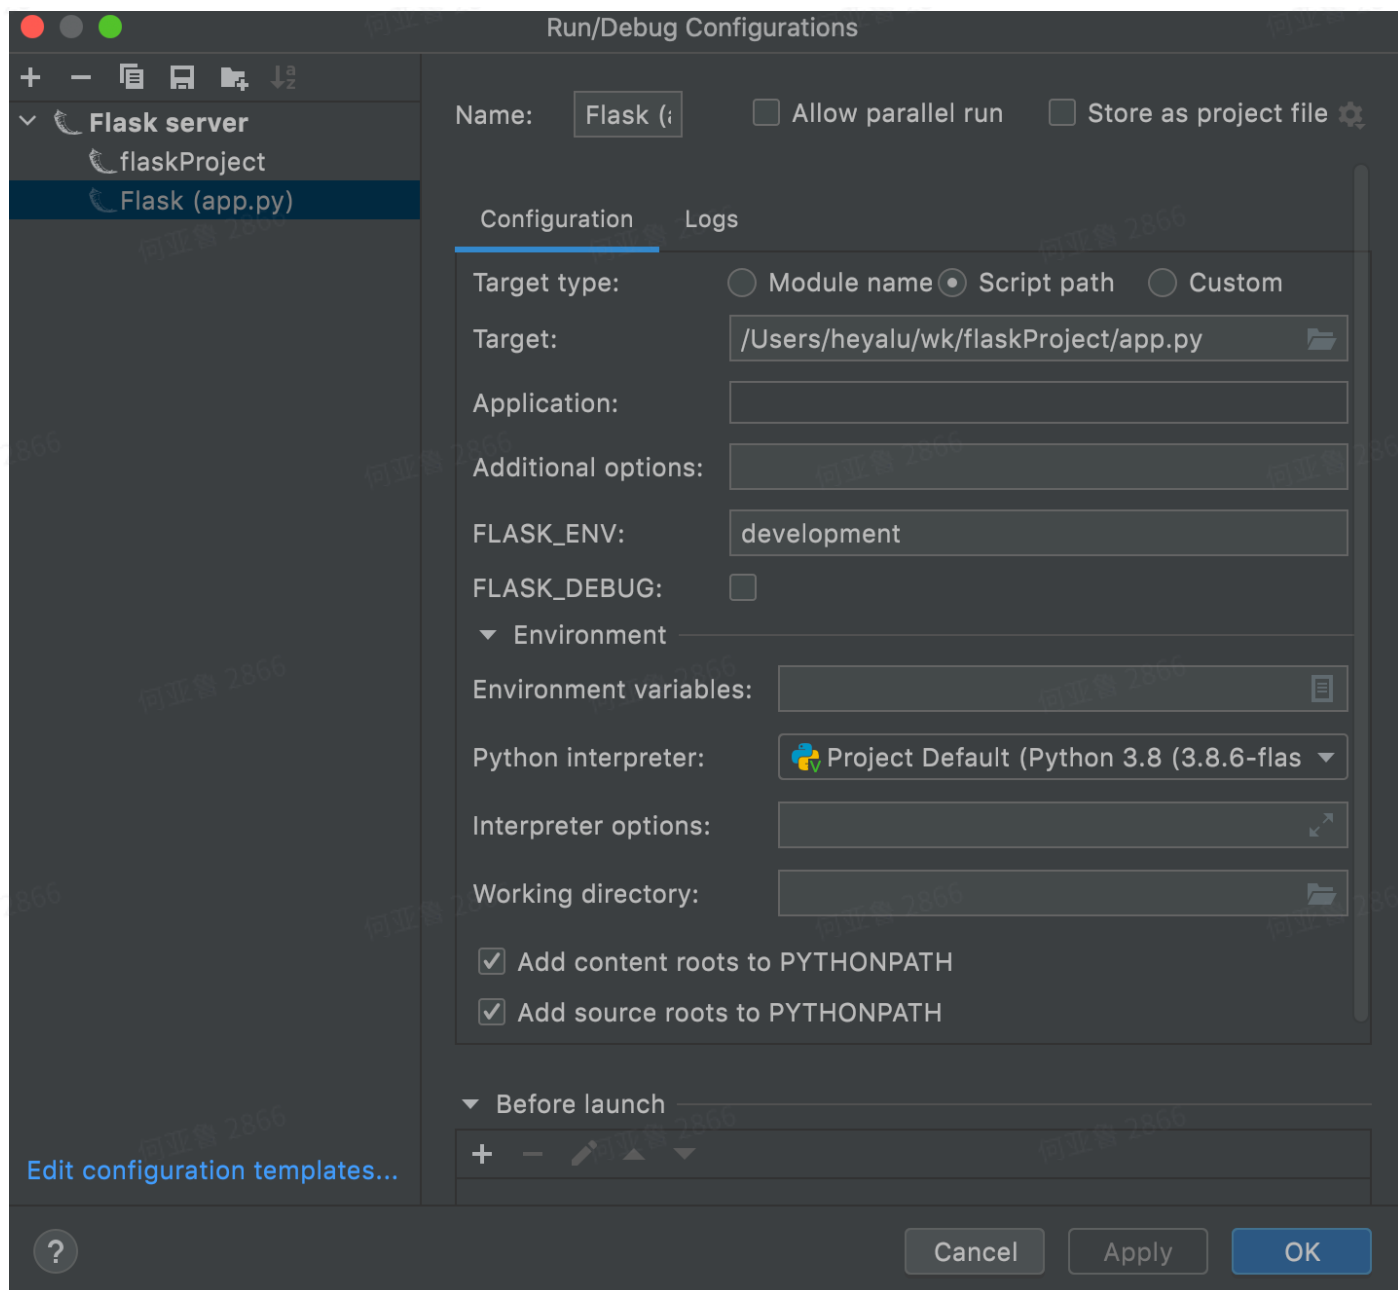 Run/Debug Configurations
Flask server
flaskProject
Flask (app.py)
Edit configuration templates...
Name:
Flask (a
Allow parallel run
Store as project file
Configuration
Logs
Target type:
Module name
Script path
Custom
Target:
/Users/heyalu/wk/flaskProject/app.py
Application:
Additional options:
FLASK_ENV:
development
FLASK_DEBUG:
Environment
Environment variables:
Python interpreter:
Project Default (Python 3.8 (3.8.6-flas
Interpreter options:
Working directory:
Add content roots to PYTHONPATH
Add source roots to PYTHONPATH
Before launch
?
Cancel
Apply
OK
何亚鲁 2866